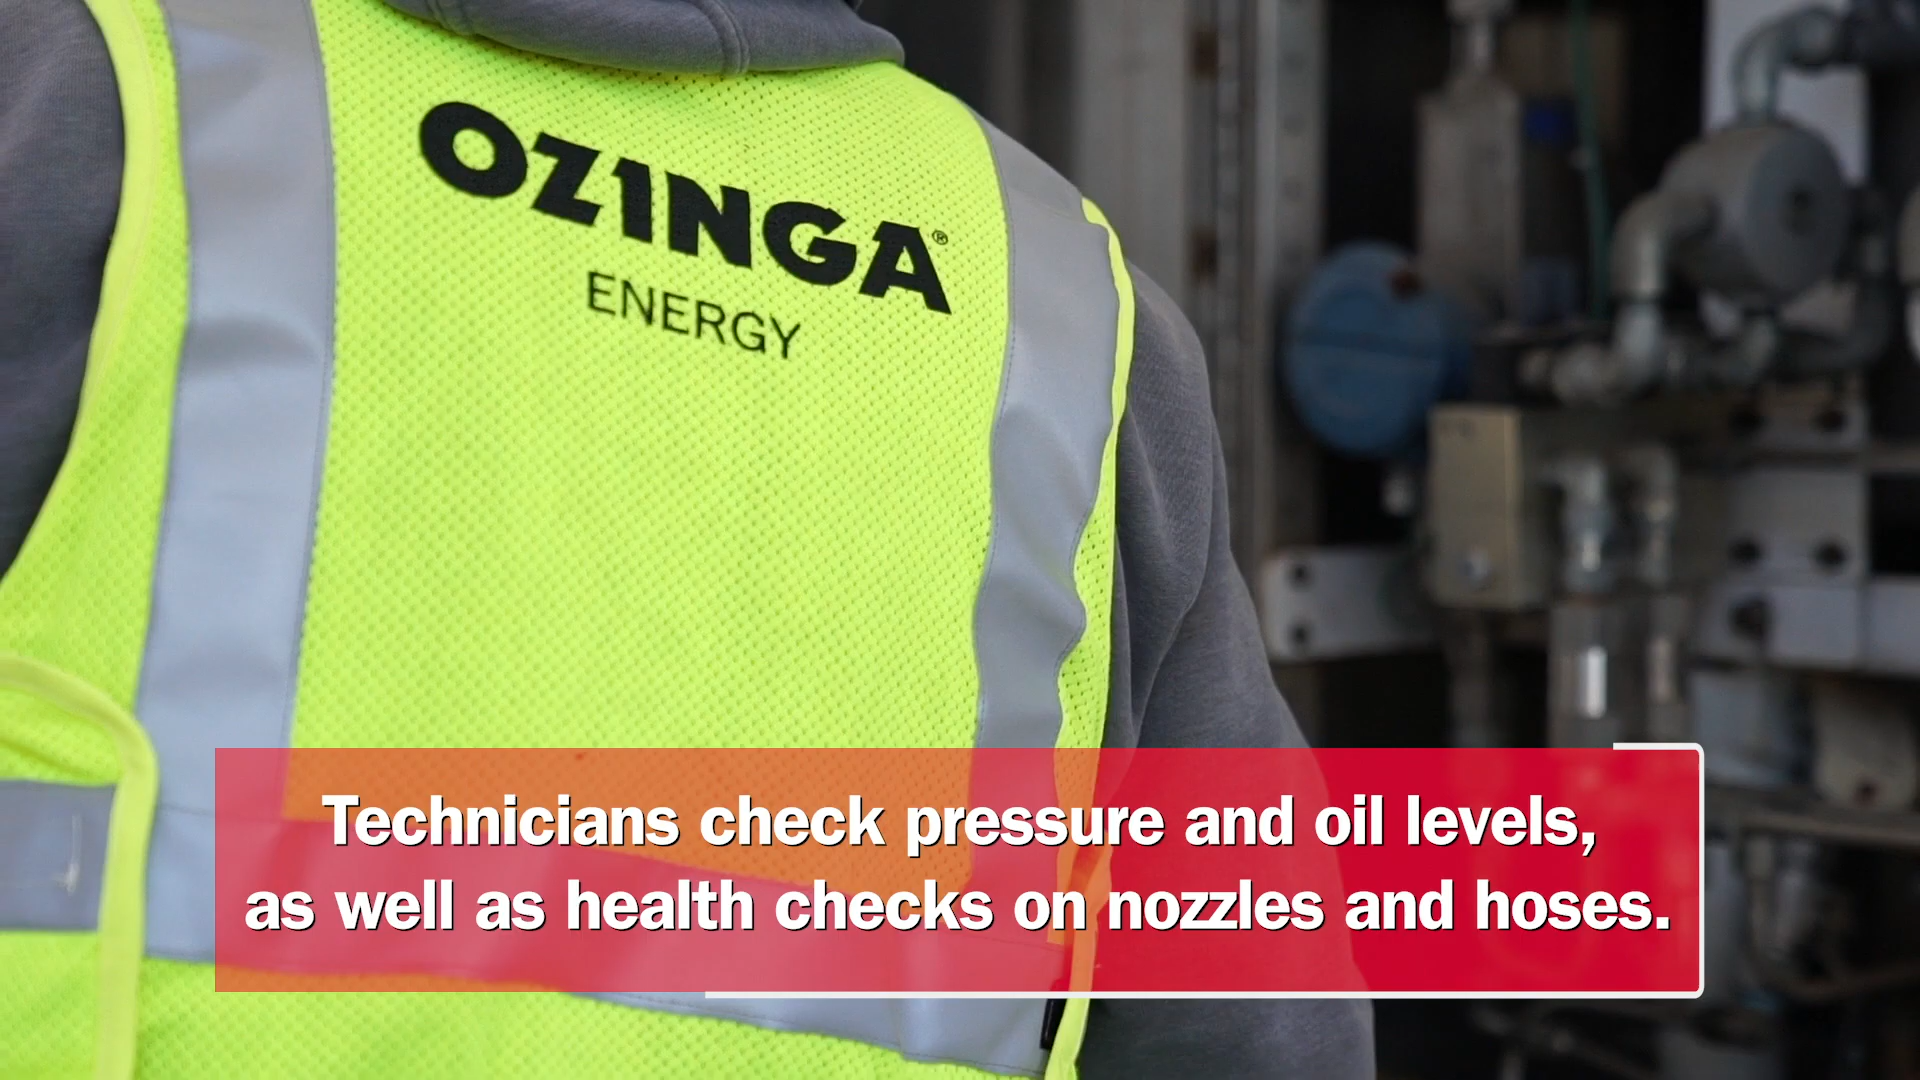 OZINGA®
ENERGY
Technicians check pressure and oil levels,
as well as health checks on nozzles and hoses.